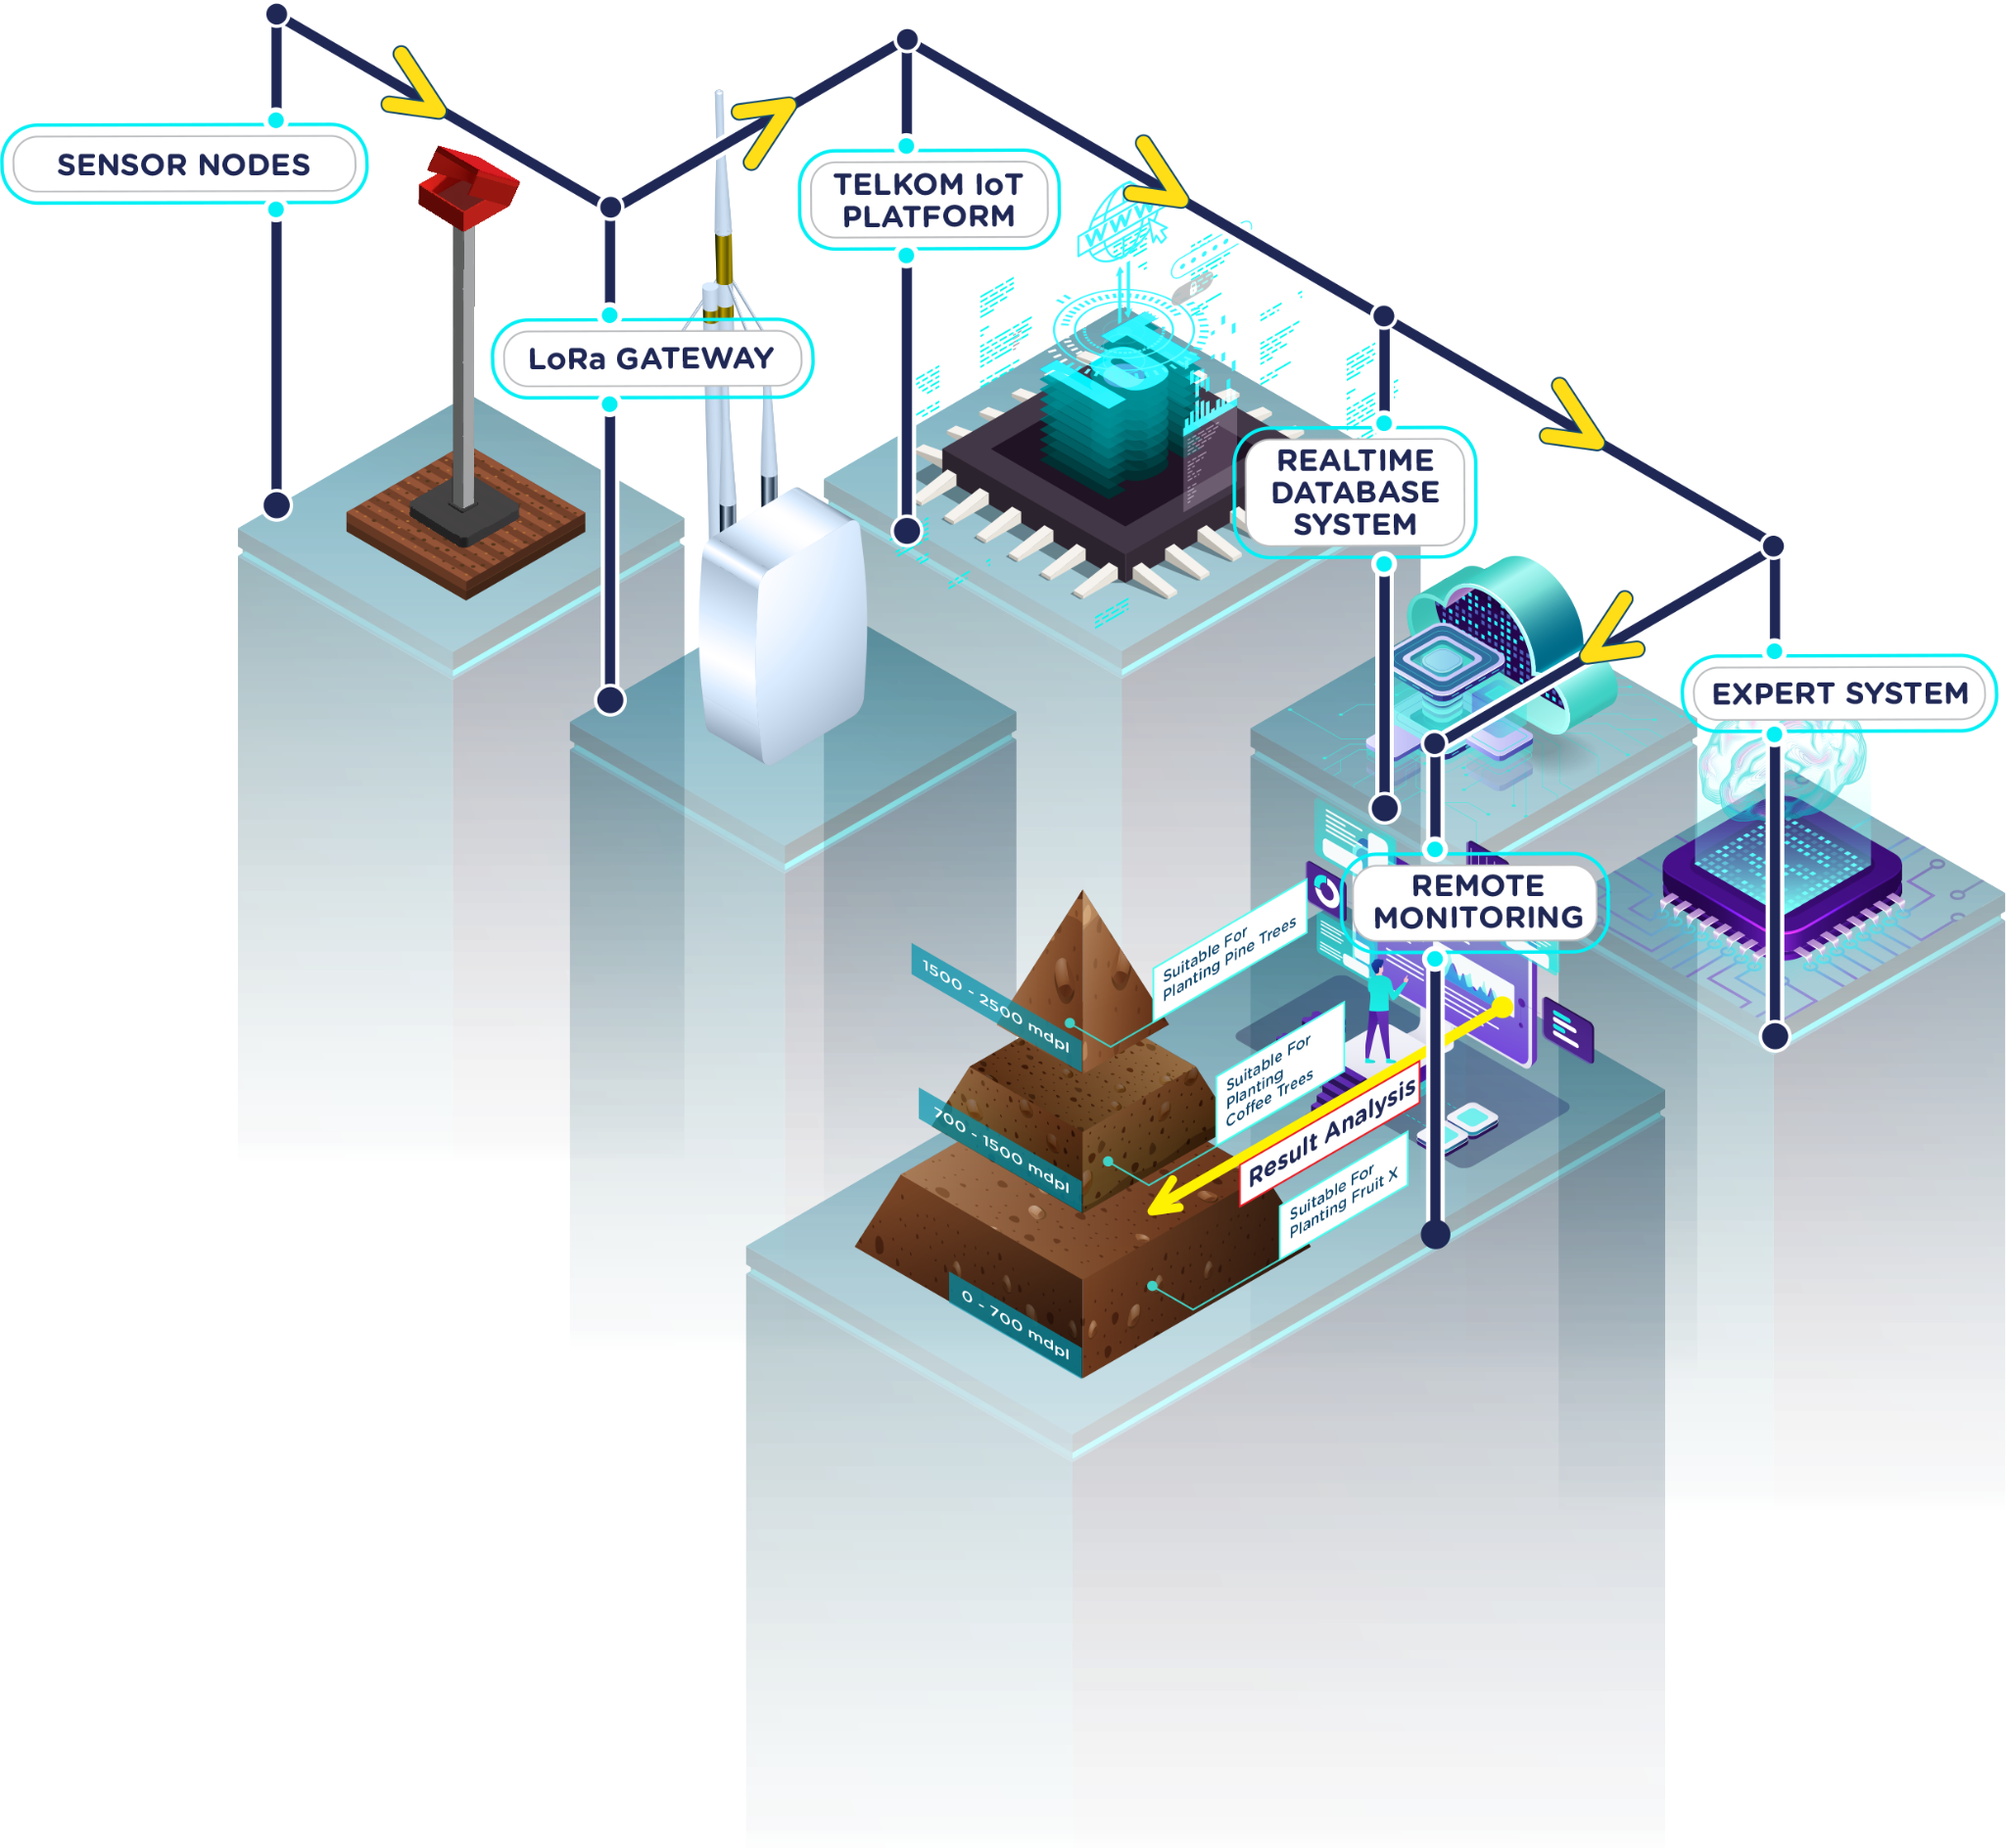 SENSOR NODES
LoRa GATEWAY
TELKOM IoT
PLATFORM
WWW
IoT
REALTIME
DATABASE
SYSTEM
EXPERT SYSTEM
REMOTE
MONITORING
1500 - 2500 mdpl
Suitable For
Planting Pine Trees
700 - 1500 mdpl
Suitable For
Planting
Coffee Trees
Result Analysis
0 - 700 mdpl
Suitable For
Planting Fruit X